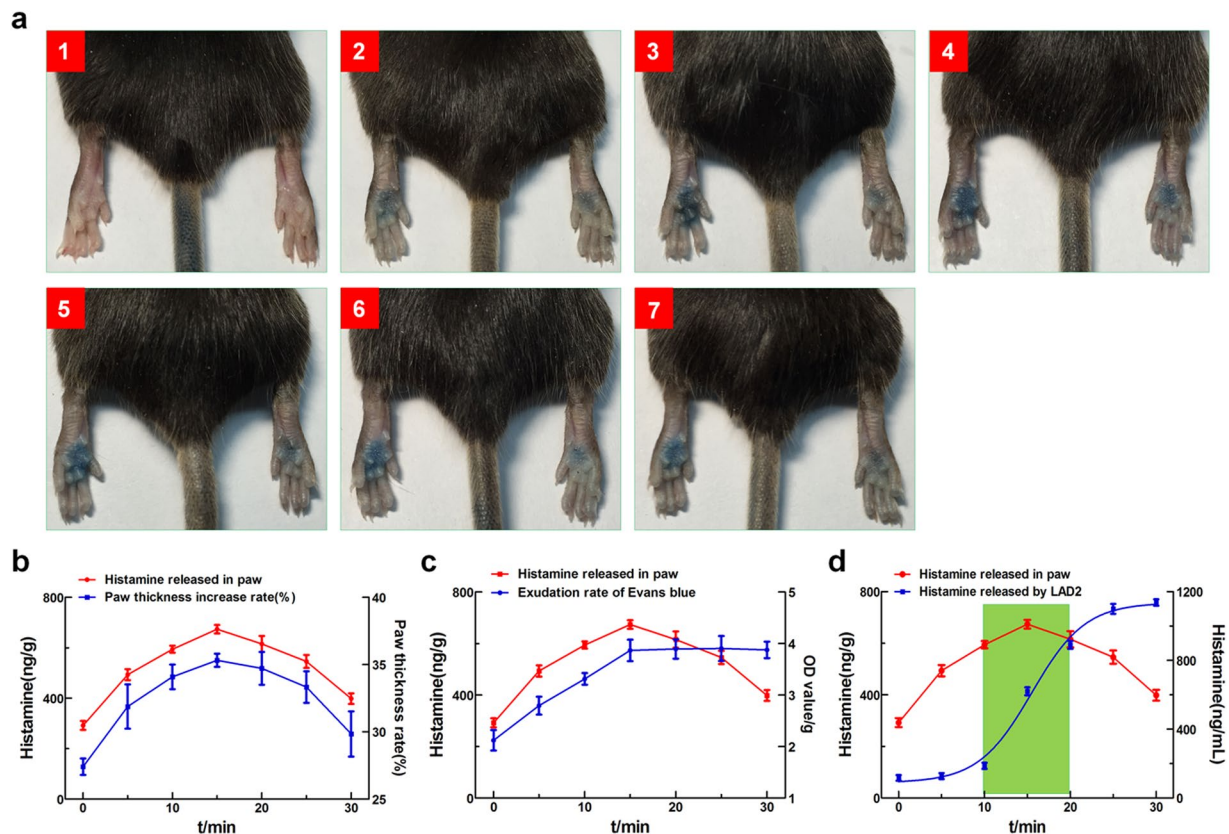 a
1
2
3
4
5
6
7
b
Histamine released in paw
Paw thickness increase rate(%)
Histamine(ng/g)
800
400
0
Paw thickness rate(%)
40
35
30
25
0
10
20
30
t/min
c
Histamine released in paw
Exudation rate of Evans blue
Histamine(ng/g)
800
400
0
OD value/g
5
4
3
2
1
0
10
20
30
t/min
d
Histamine released in paw
Histamine released by LAD2
Histamine(ng/g)
800
400
0
Histamine(ng/mL)
1200
800
400
0
0
10
20
30
t/min